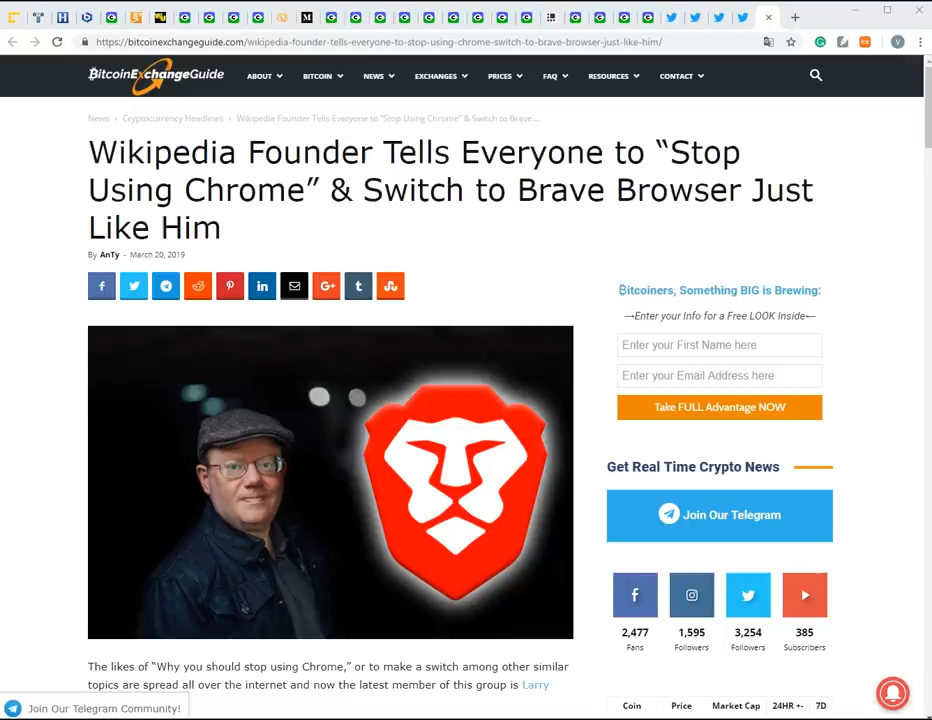 https://bitcoinexchangeguide.com/wikipedia-founder-tells-everyone-to-stop-using-chrome-switch-to-brave-browser-just-like-him/
BitcoinExchangeGuide
ABOUT BITCOIN NEWS EXCHANGES PRICES FAQ RESOURCES CONTACT
News › Cryptocurrency Headlines › Wikipedia Founder Tells Everyone to “Stop Using Chrome” & Switch to Brave...
Wikipedia Founder Tells Everyone to “Stop
Using Chrome” & Switch to Brave Browser Just
Like Him
By AnTy - March 20, 2019
₿itcoiners, Something BIG is Brewing:
→Enter your Info for a Free LOOK Inside←
Enter your First Name here
Enter your Email Address here
Take FULL Advantage NOW
Get Real Time Crypto News
Join Our Telegram
2,477 1,595 3,254 385
Fans Followers Followers Subscribers
The likes of “Why you should stop using Chrome,” or to make a switch among other similar
topics are spread all over the internet and now the latest member of this group is Larry
Coin Price Market Cap 24HR +- 7D
Join Our Telegram Community!